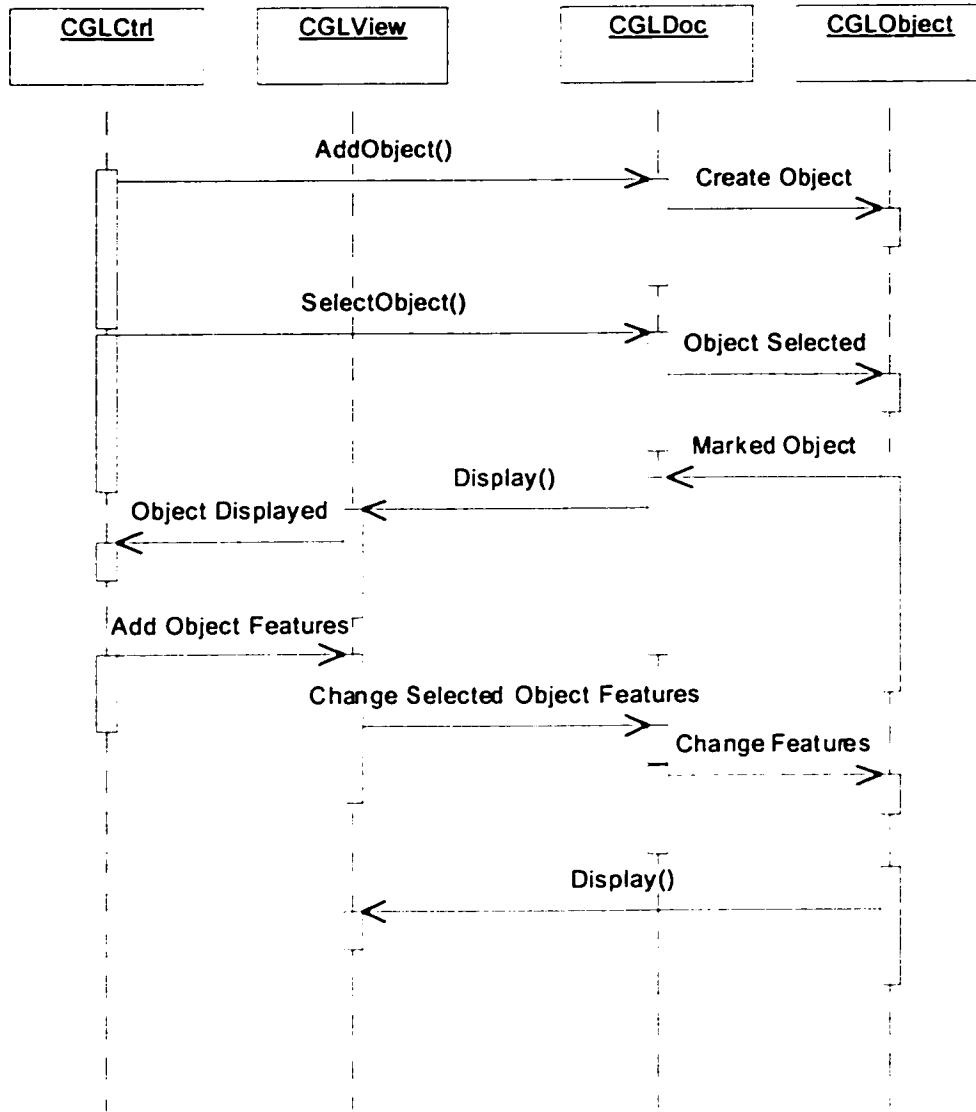 CGLCtrl
CGLView
CGLDoc
CGLObject
AddObject()
Create Object
SelectObject()
Object Selected
Marked Object
Display()
Object Displayed
Add Object Features
Change Selected Object Features
Change Features
Display()